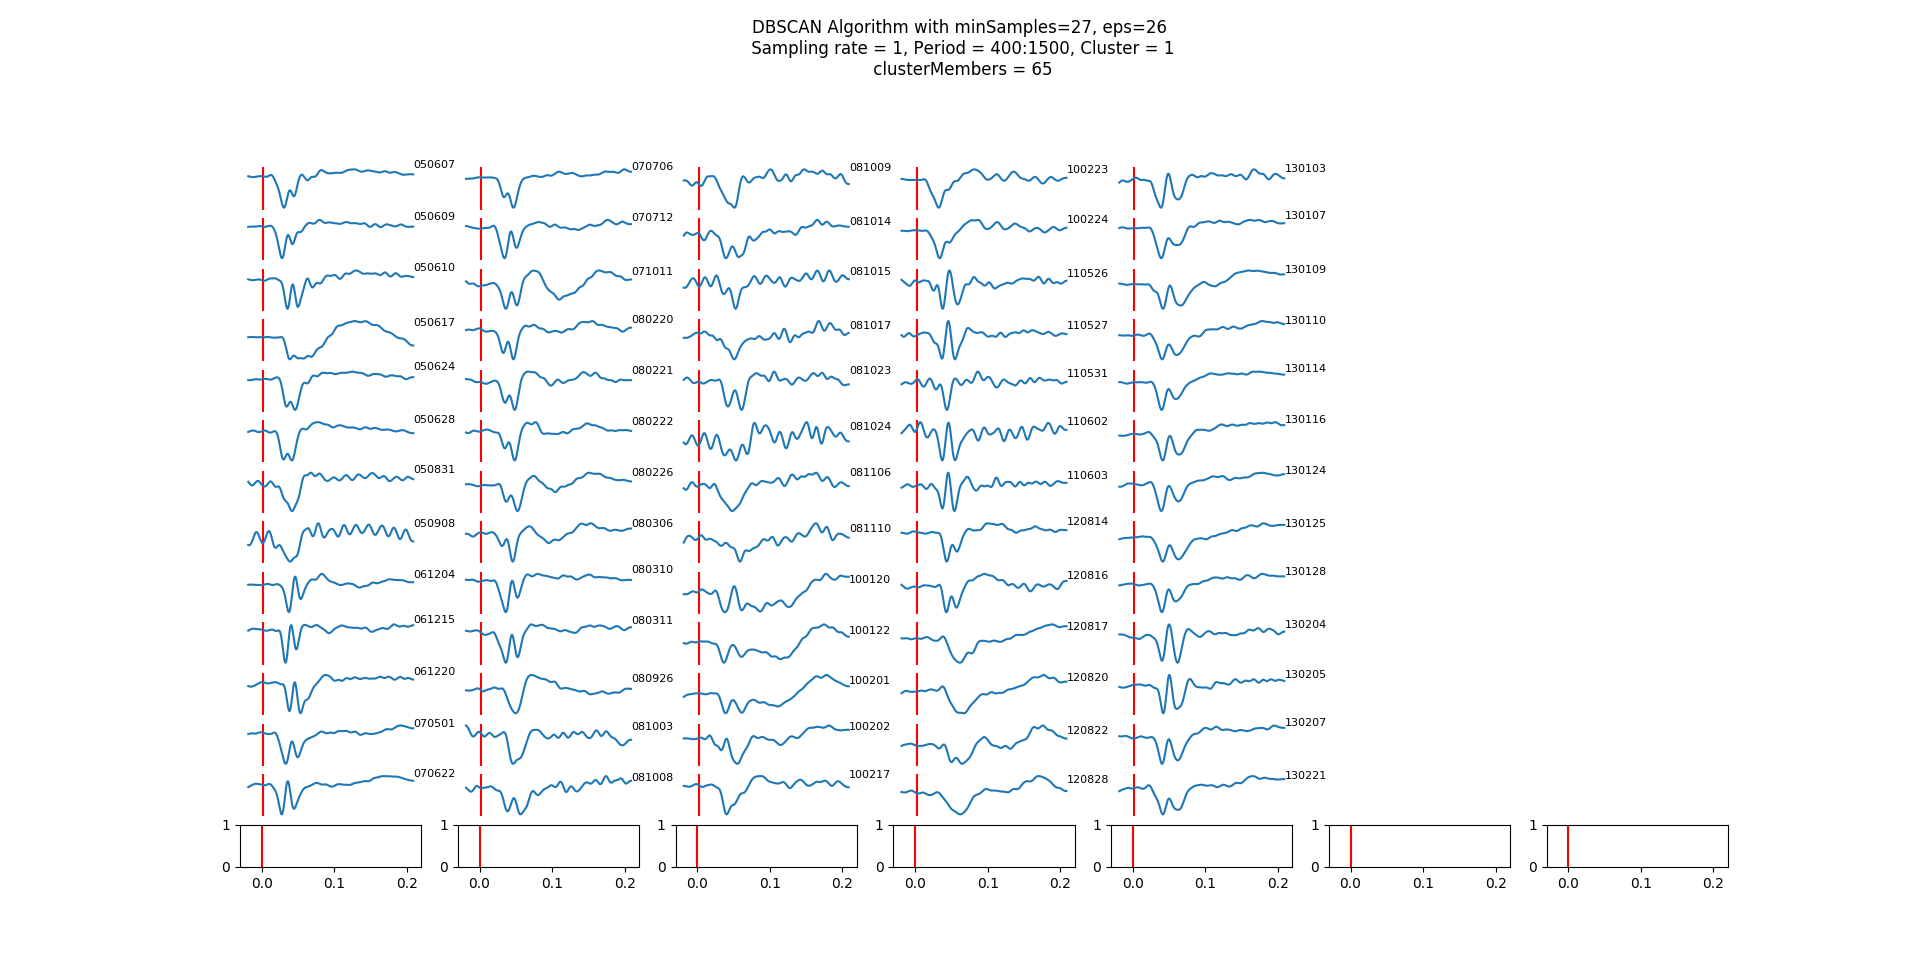 DBSCAN Algorithm with minSamples=27, eps=26
Sampling rate = 1, Period = 400:1500, Cluster = 1
clusterMembers = 65
050607 070706 081009 100223 130103
050609 070712 081014 100224 130107
050610 071011 081015 110526 130109
050617 080220 081017 110527 130110
050624 080221 081023 110531 130114
050628 080222 081024 110602 130116
050831 080226 081106 110603 130124
050908 080306 081110 120814 130125
061204 080310 100120 120816 130128
061215 080311 100122 120817 130204
061220 080926 100201 120820 130205
070501 081003 100202 120822 130207
070622 081008 100217 120828 130221
1 1 1 1 1 1 1
0 0 0 0 0 0 0
0.0 0.1 0.2 0.0 0.1 0.2 0.0 0.1 0.2 0.0 0.1 0.2 0.0 0.1 0.2 0.0 0.1 0.2 0.0 0.1 0.2